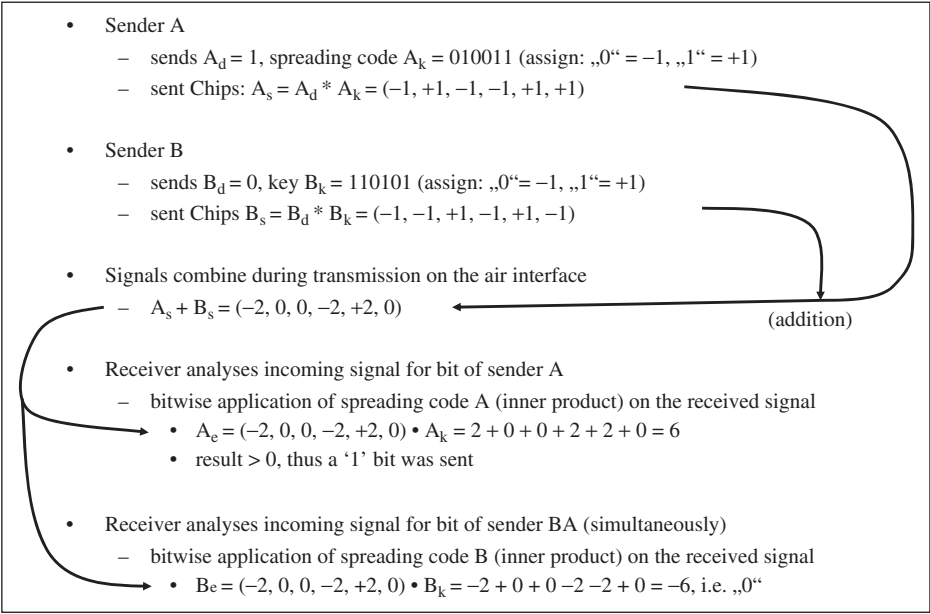 • Sender A
– sends A_d = 1, spreading code A_k = 010011 (assign: „0“ = −1, „1“ = +1)
– sent Chips: A_s = A_d * A_k = (−1, +1, −1, −1, +1, +1)
• Sender B
– sends B_d = 0, key B_k = 110101 (assign: „0“= −1, „1“= +1)
– sent Chips B_s = B_d * B_k = (−1, −1, +1, −1, +1, −1)
• Signals combine during transmission on the air interface
– A_s + B_s = (−2, 0, 0, −2, +2, 0)
(addition)
• Receiver analyses incoming signal for bit of sender A
– bitwise application of spreading code A (inner product) on the received signal
• A_e = (−2, 0, 0, −2, +2, 0) • A_k = 2 + 0 + 0 + 2 + 2 + 0 = 6
• result > 0, thus a ‘1’ bit was sent
• Receiver analyses incoming signal for bit of sender BA (simultaneously)
– bitwise application of spreading code B (inner product) on the received signal
• Be = (−2, 0, 0, −2, +2, 0) • B_k = −2 + 0 + 0 −2 −2 + 0 = −6, i.e. „0“